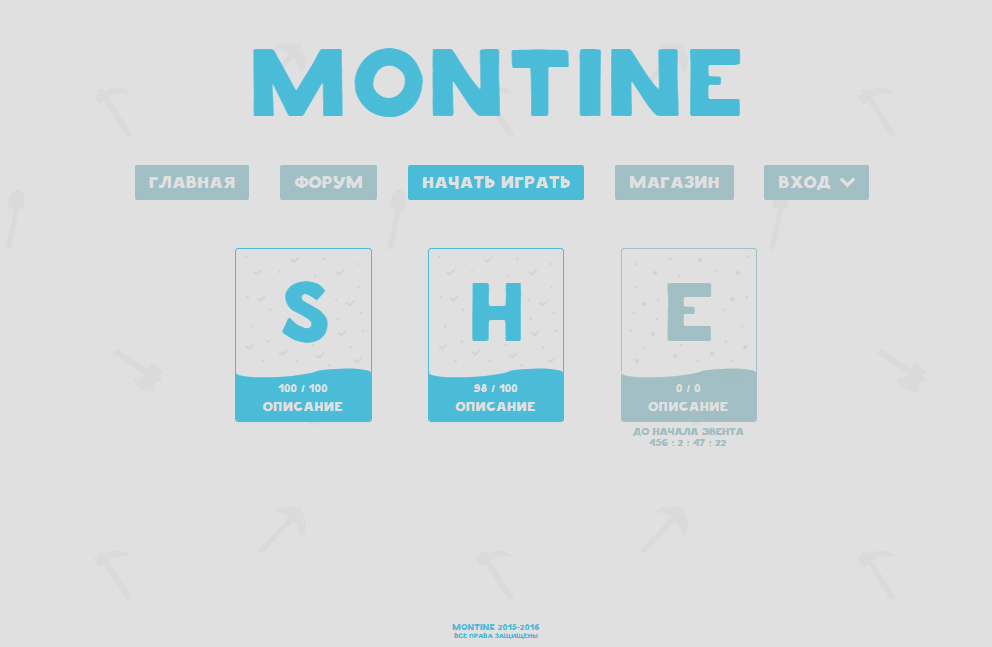 MONTINE
ГЛАВНАЯ
ФОРУМ
НАЧАТЬ ИГРАТЬ
МАГАЗИН
ВХОД
S
100 / 100
ОПИСАНИЕ
H
98 / 100
ОПИСАНИЕ
E
0 / 0
ОПИСАНИЕ
ДО НАЧАЛА ЭВЕНТА
456 : 2 : 47 : 22
MONTINE 2015-2016
ВСЕ ПРАВА ЗАЩИЩЕНЫ